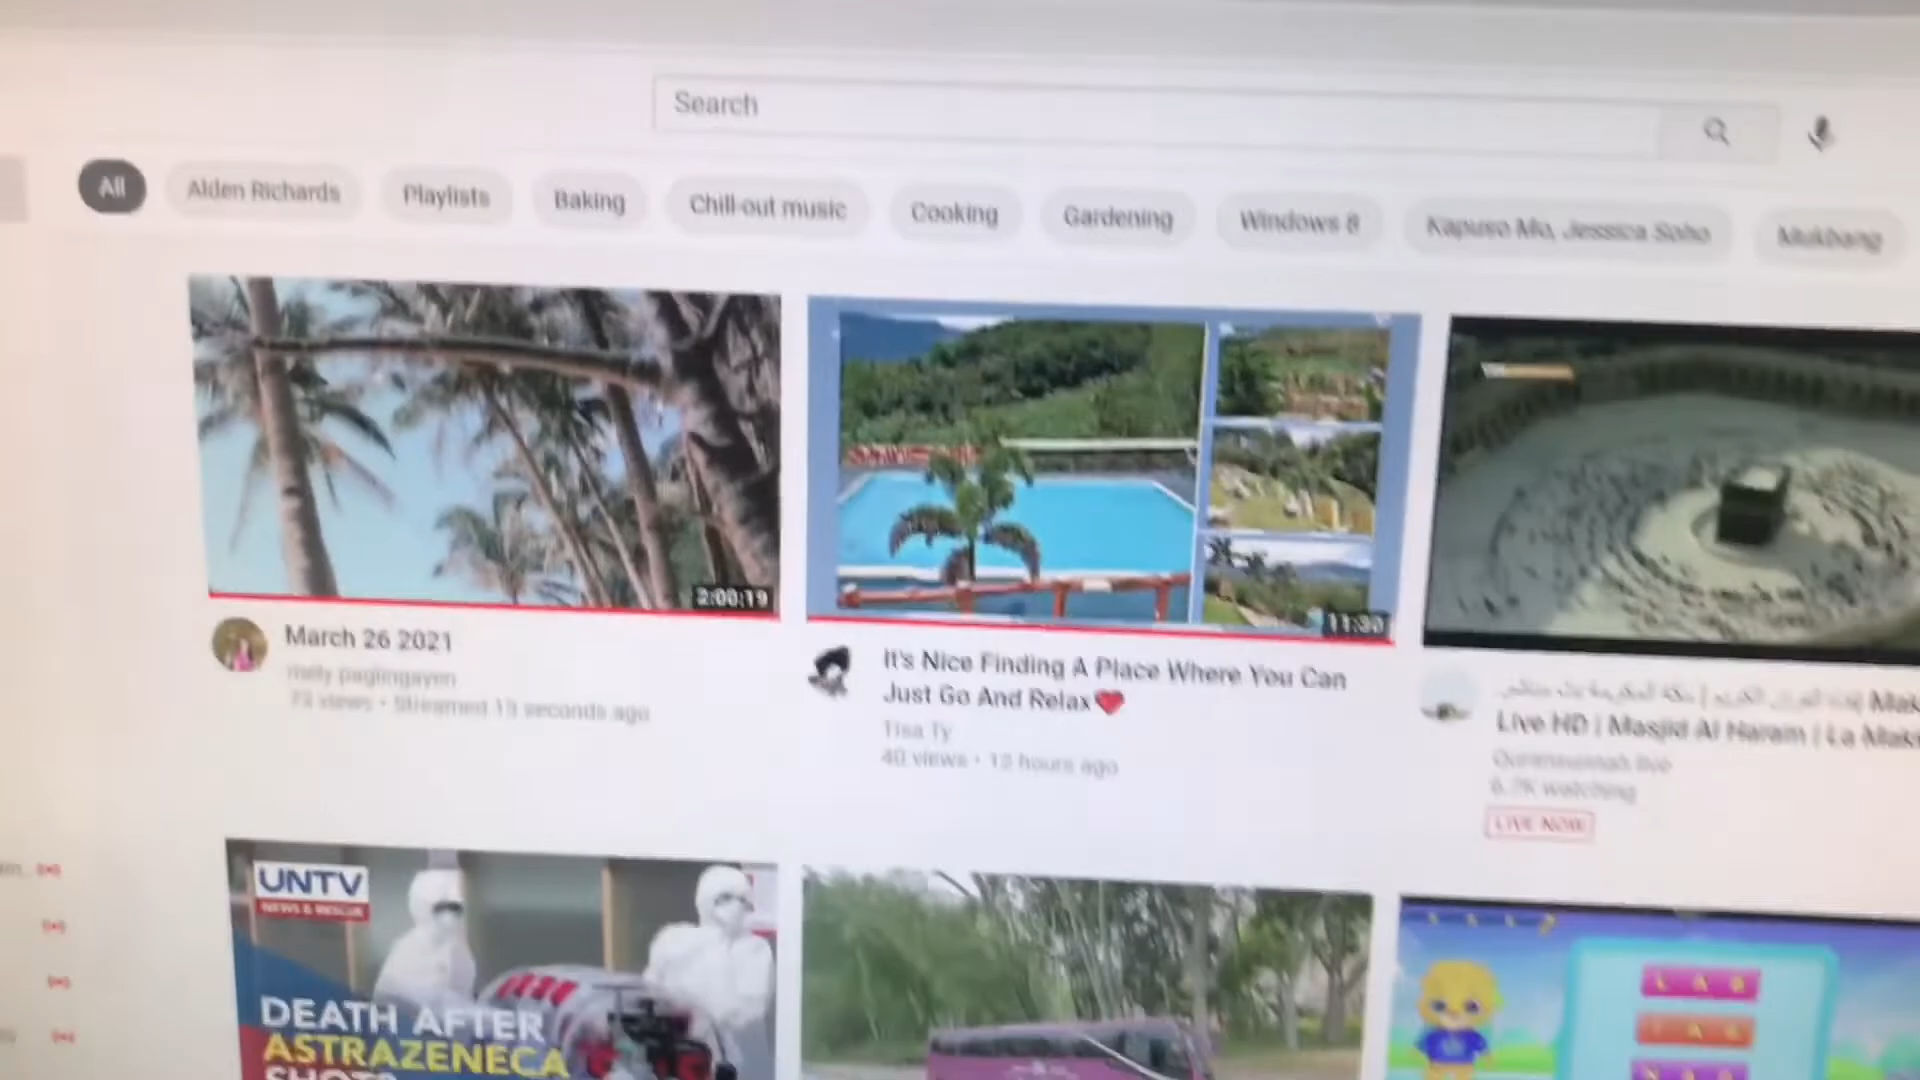 Search
All
Alden Richards
Playlists
Baking
Chill-out music
Cooking
Gardening
Windows 8
Kapuso Mo, Jessica Soho
Mukbang
2:00:19
11:30
March 26 2021
melly paglingayen
73 views • Streamed 13 seconds ago
It's Nice Finding A Place Where You Can
Just Go And Relax❤
Tisa Ty
40 views • 12 hours ago
Live HD | Masjid Al Haram | La
6.7K watching
LIVE NOW
UNTV
NEWS & RESCUE
DEATH AFTER
ASTRAZENECA
L A B